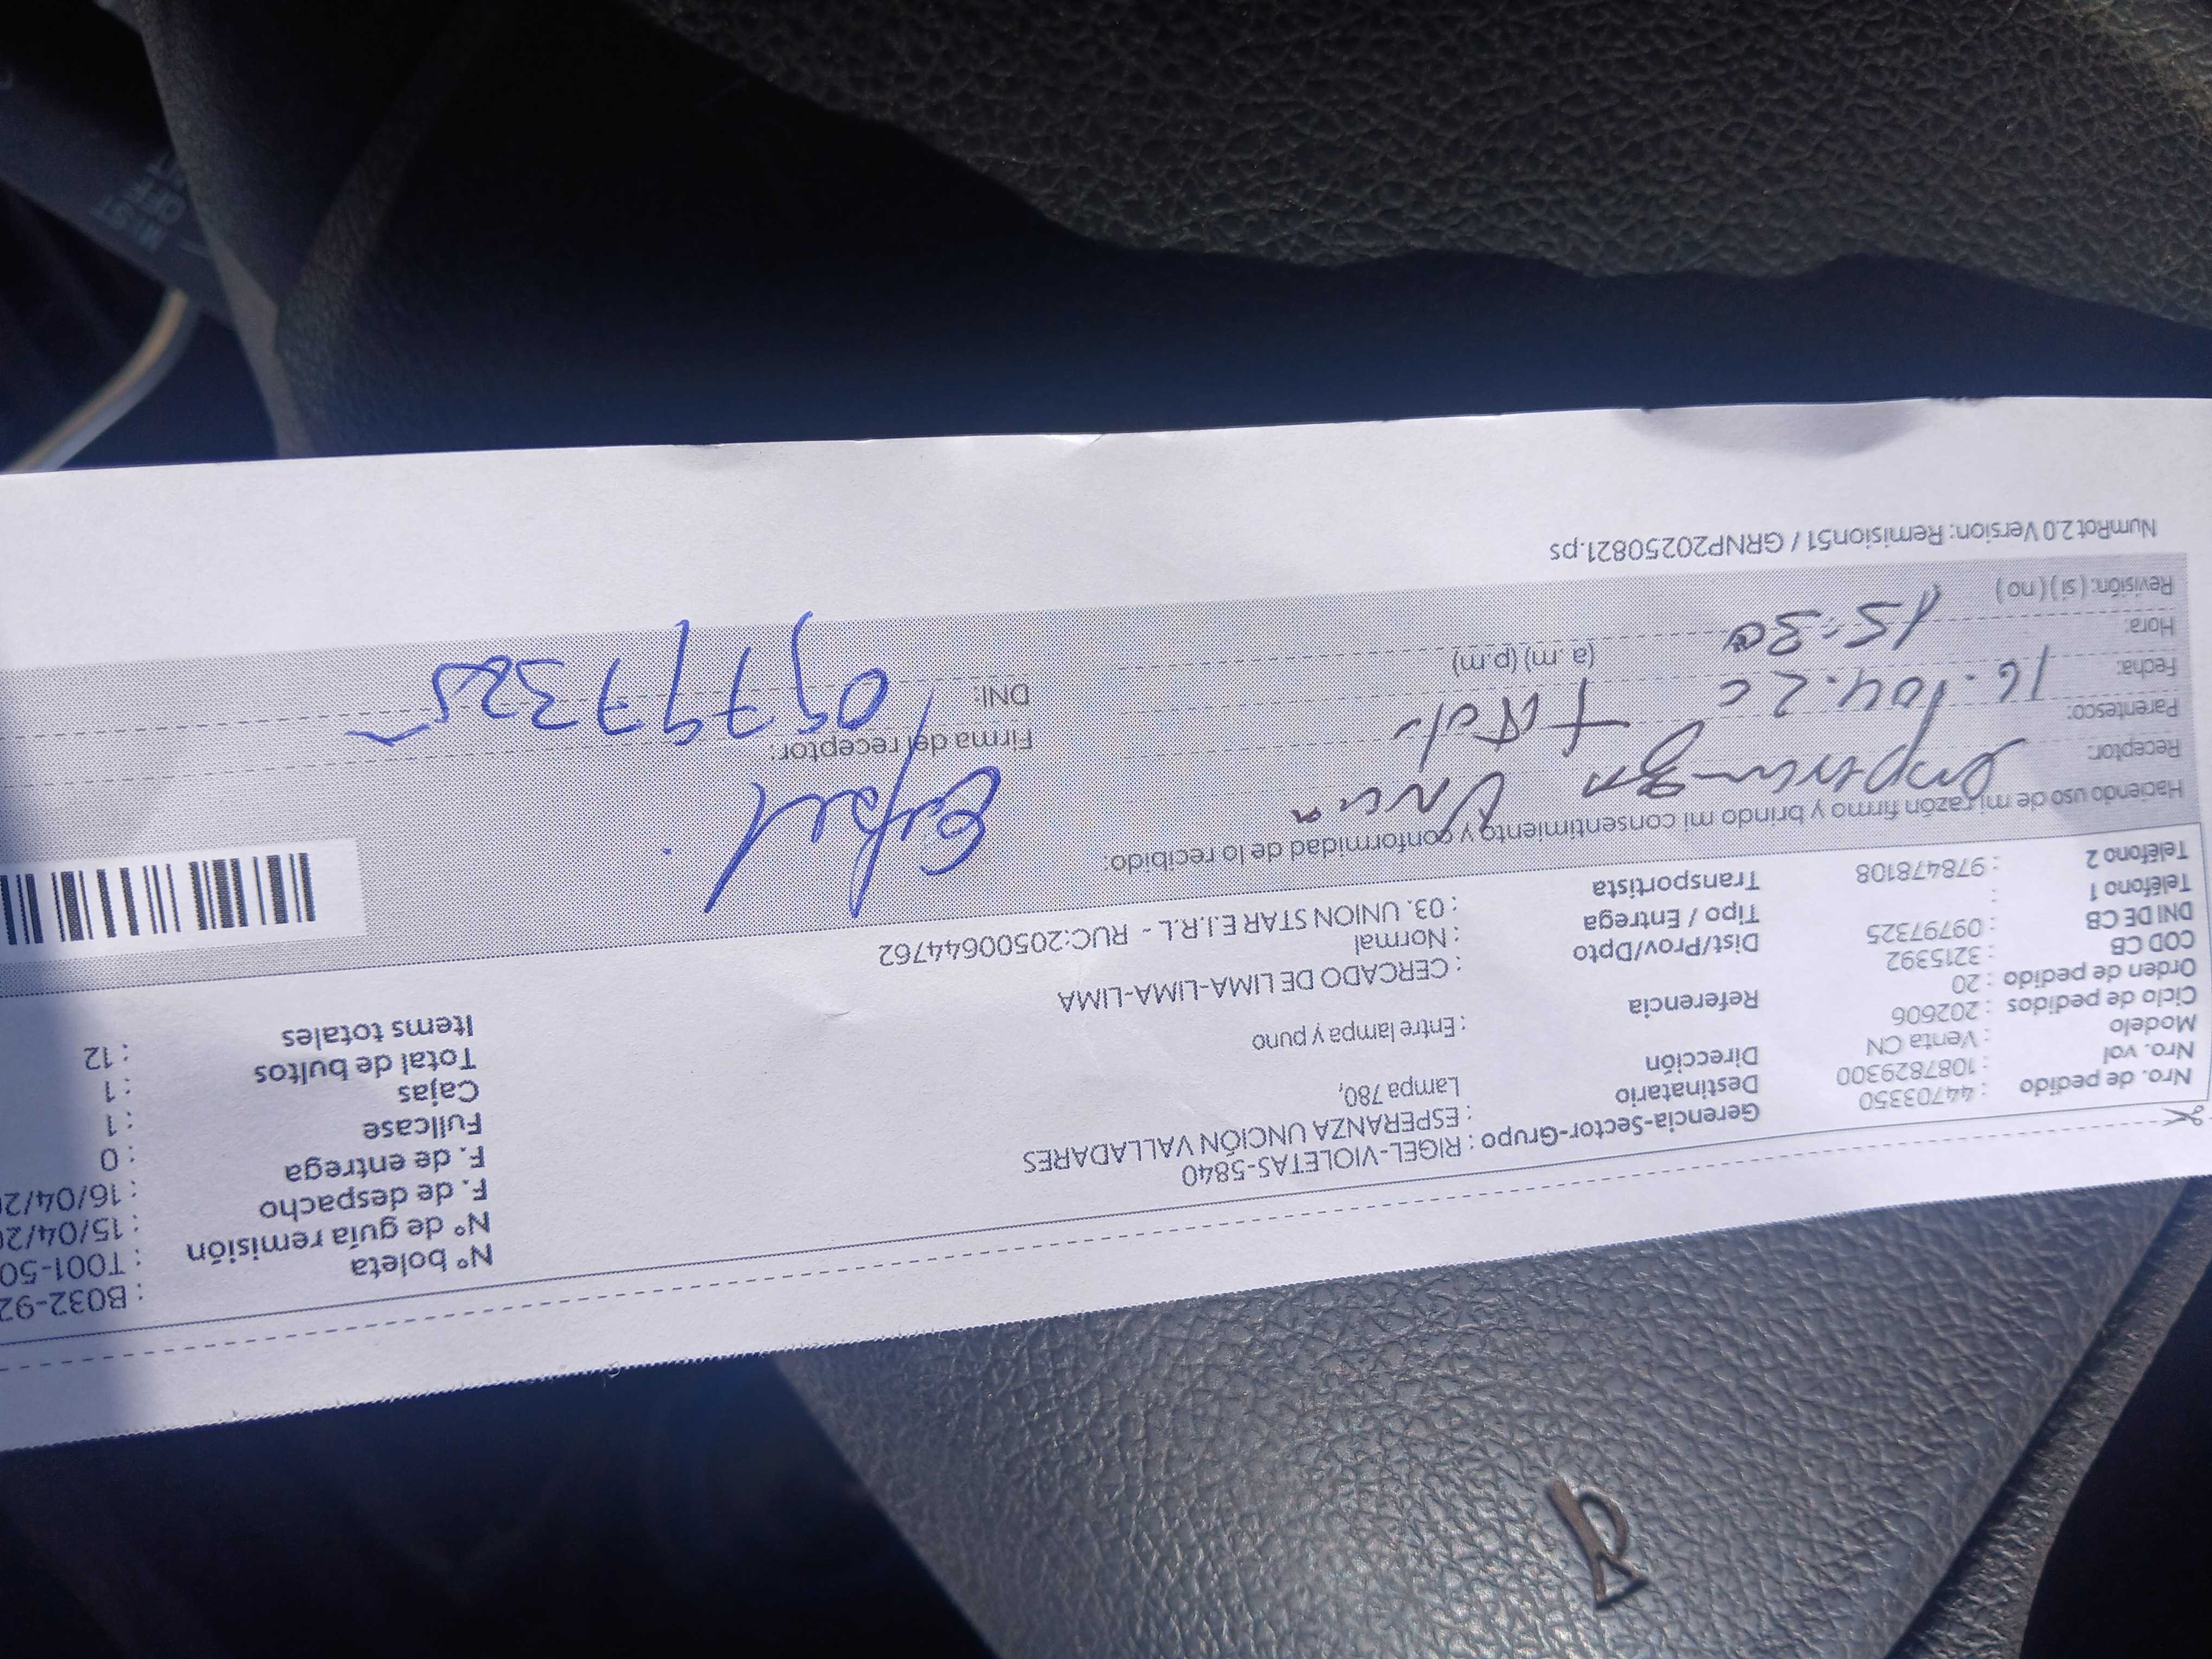 Nro. de pedido : 44703350
Nro. vol : 1087829300
Modelo : Venta CN
Ciclo de pedidos : 202606
Orden de pedido : 20
COD CB : 3215392
DNI DE CB : 09797325
Teléfono 1 :
Teléfono 2 : 978478108
Gerencia-Sector-Grupo : RIGEL-VIOLETAS-5840
Destinatario : ESPERANZA UNCIÓN VALLADARES
Dirección Lampa 780,
: Entre lampa y puno
Referencia
Dist/Prov/Dpto : CERCADO DE LIMA-LIMA-LIMA
Tipo / Entrega : Normal
Transportista : 03. UNION STAR E.I.R.L - RUC:20500644762
Nº boleta : B032-92
Nº de guía remisión : T001-50
F. de despacho : 15/04/20
F. de entrega : 16/04/2
Fullcase : 0
Cajas : 1
Total de bultos : 1
Items totales : 12
Haciendo uso de mi razón firmo y brindo mi consentimiento y conformidad de lo recibido:
Receptor:
Parentesco:
Fecha:
Hora: 15:30 (a.m) (p.m)
Revisión: (si) (no)
Firma del receptor:
DNI: 09797325
NumRot 2.0 Version: Remision51 / GRNP20250821.ps